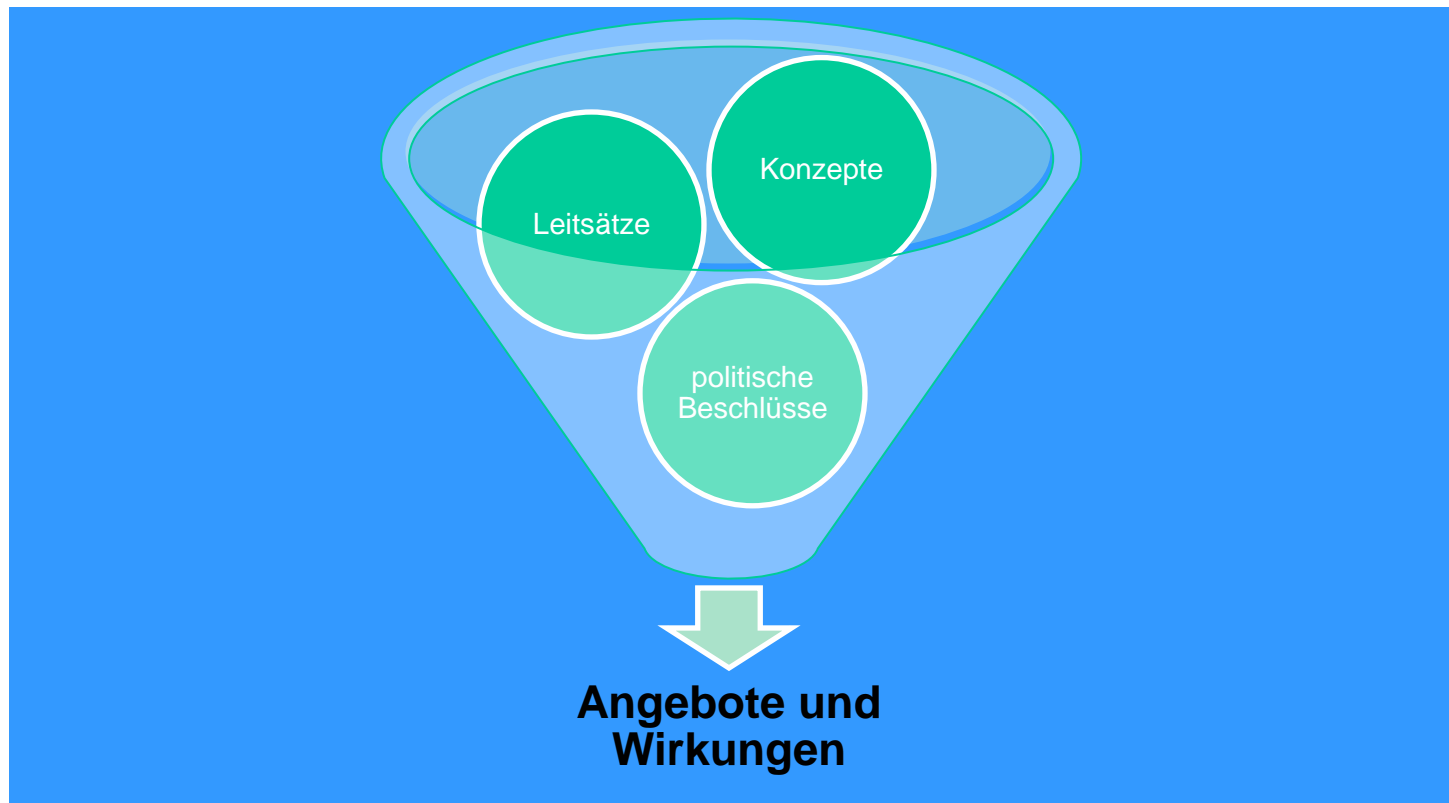 Konzepte
Leitsätze
politische
Beschlüsse
Angebote und
Wirkungen